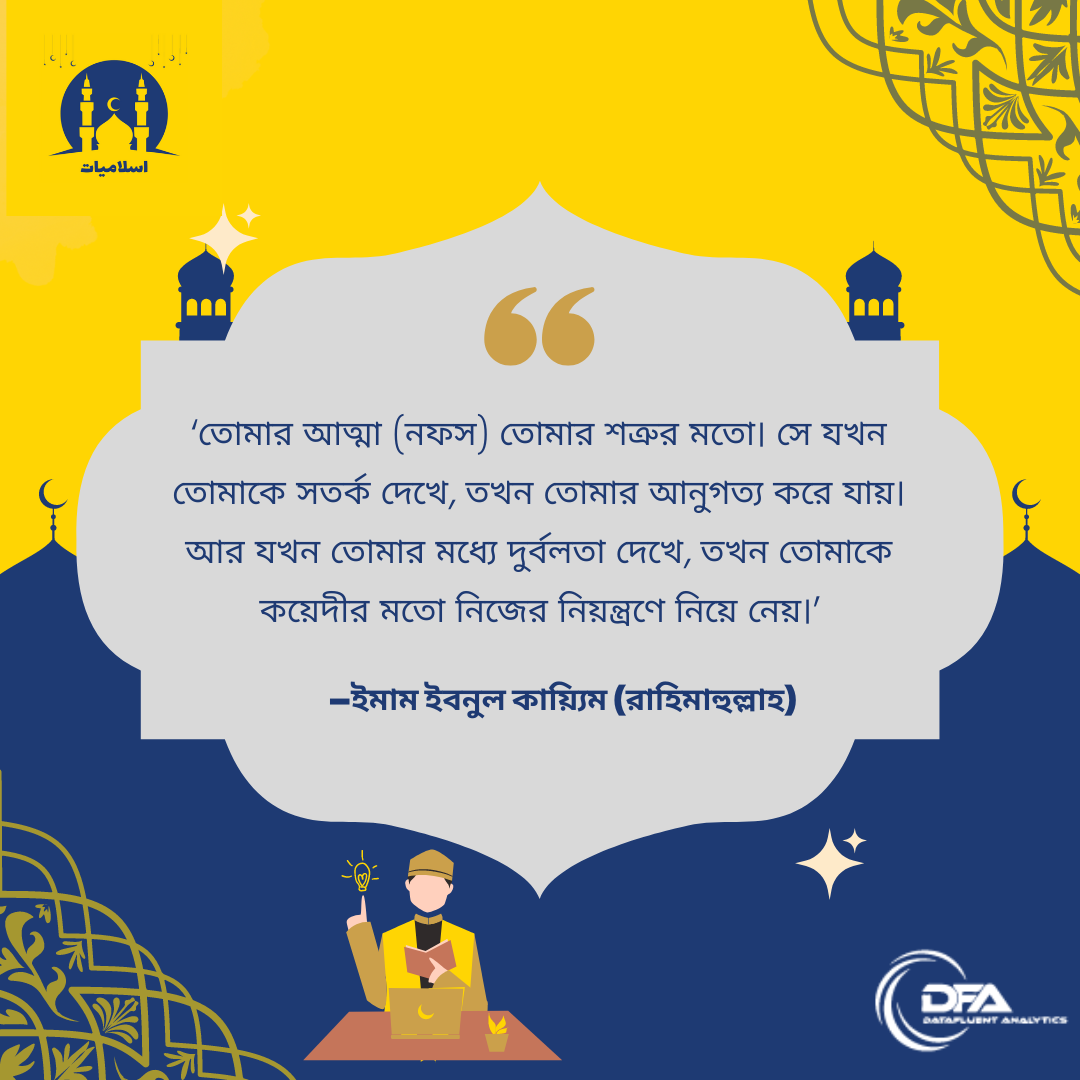 اسلامیات
‘তোমার আত্মা (নফস) তোমার শত্রুর মতো। সে যখন
তোমাকে সতর্ক দেখে, তখন তোমার আনুগত্য করে যায়।
আর যখন তোমার মধ্যে দুর্বলতা দেখে, তখন তোমাকে
কয়েদীর মতো নিজের নিয়ন্ত্রণে নিয়ে নেয়।’
–ইমাম ইবনুল কায়্যিম (রাহিমাহুল্লাহ)
DFA
DATAFLUENT ANALYTICS